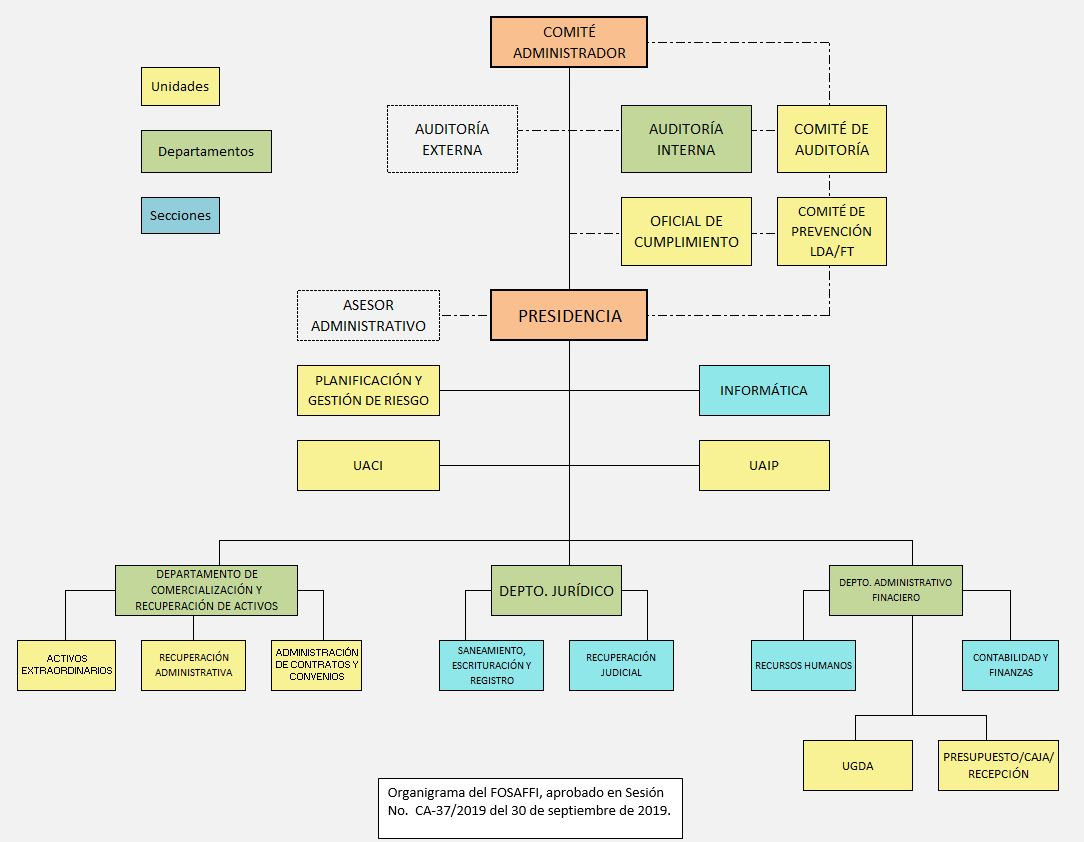 COMITÉ
ADMINISTRADOR
Unidades
Departamentos
Secciones
AUDITORÍA
EXTERNA
AUDITORÍA
INTERNA
COMITÉ DE
AUDITORÍA
OFICIAL DE
CUMPLIMIENTO
COMITÉ DE
PREVENCIÓN
LDA/FT
ASESOR
ADMINISTRATIVO
PRESIDENCIA
PLANIFICACIÓN Y
GESTIÓN DE RIESGO
INFORMÁTICA
UACI
UAIP
DEPARTAMENTO DE
COMERCIALIZACIÓN Y
RECUPERACIÓN DE ACTIVOS
DEPTO. JURÍDICO
DEPTO. ADMINISTRATIVO
FINACIERO
ACTIVOS
EXTRAORDINARIOS
RECUPERACIÓN
ADMINISTRATIVA
ADMINISTRACIÓN
DE CONTRATOS Y
CONVENIOS
SANEAMIENTO,
ESCRITURACIÓN Y
REGISTRO
RECUPERACIÓN
JUDICIAL
RECURSOS HUMANOS
CONTABILIDAD Y
FINANZAS
UGDA
PRESUPUESTO/CAJA/
RECEPCIÓN
Organigrama del FOSAFFI, aprobado en Sesión
No. CA-37/2019 del 30 de septiembre de 2019.